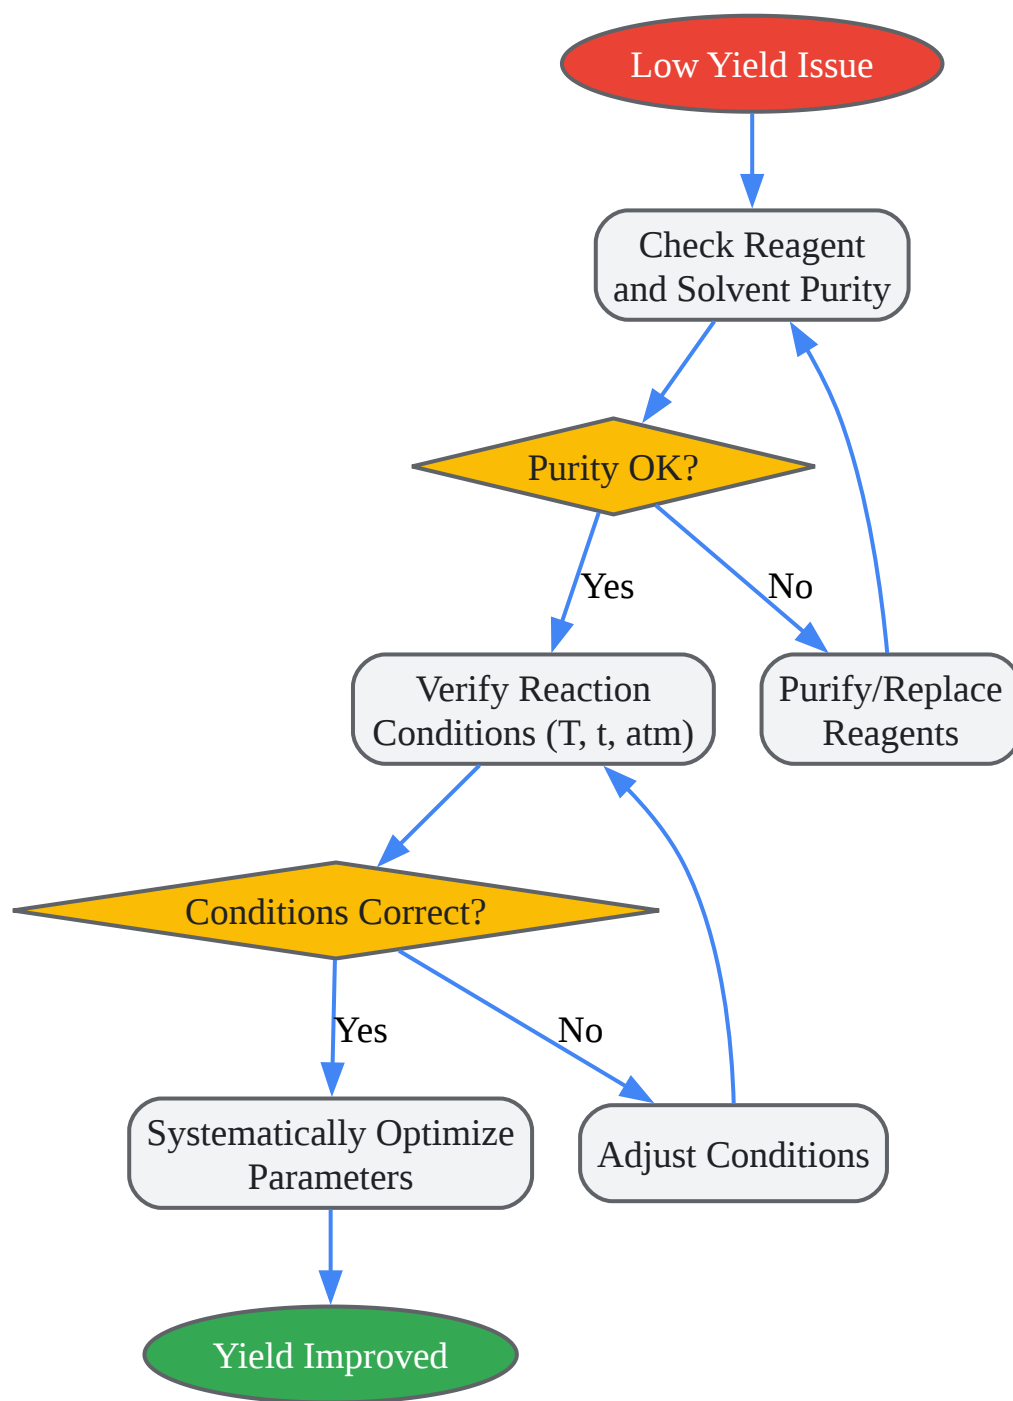 Low Yield Issue
Check Reagent
and Solvent Purity
Purity OK?
Yes
No
Verify Reaction
Conditions (T, t, atm)
Purify/Replace
Reagents
Conditions Correct?
Yes
No
Systematically Optimize
Parameters
Adjust Conditions
Yield Improved